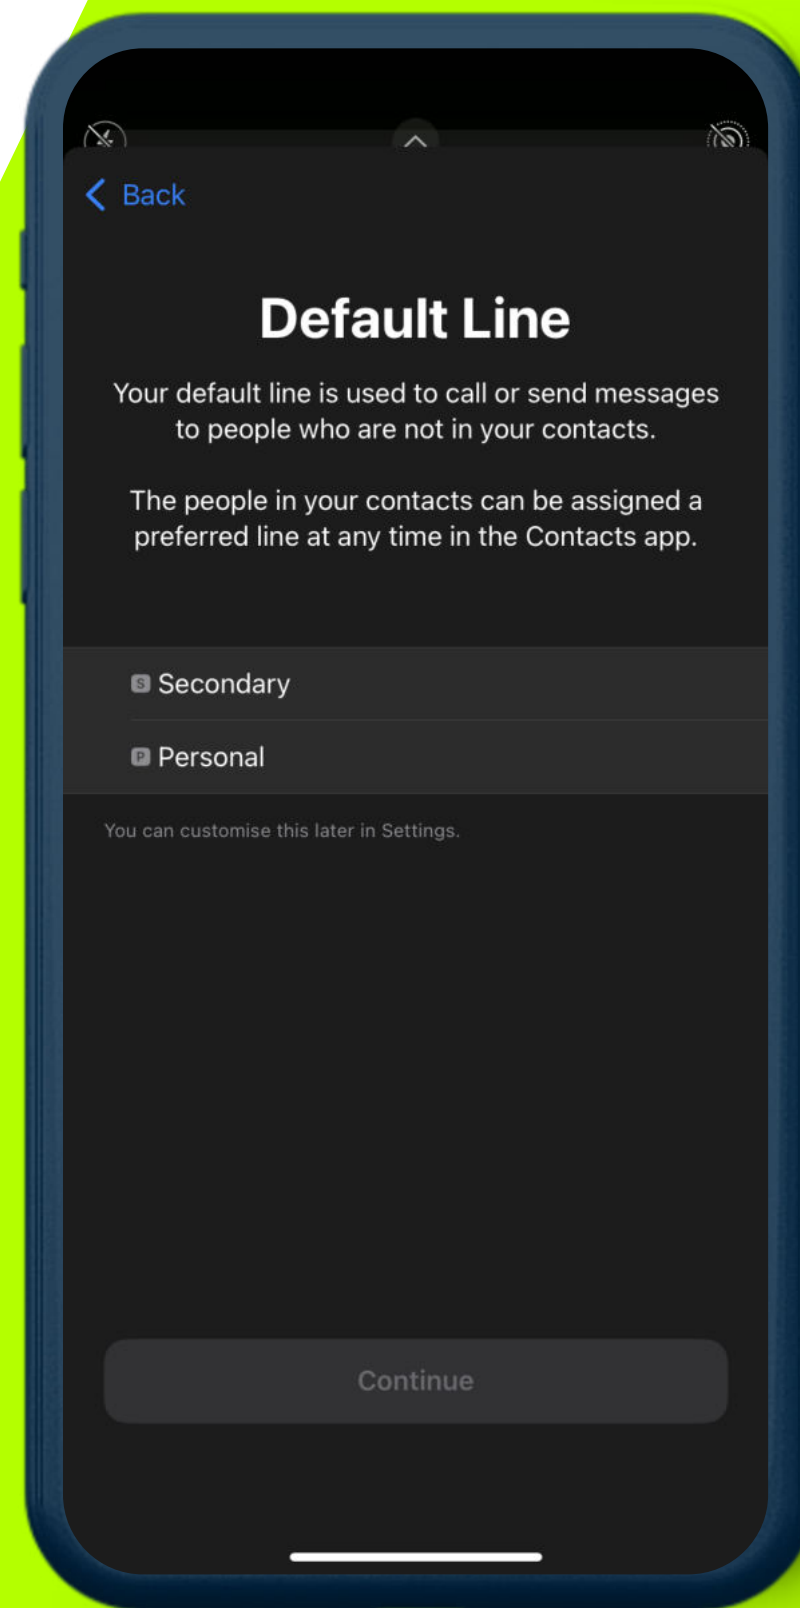 Back
Default Line
Your default line is used to call or send messages
to people who are not in your contacts.
The people in your contacts can be assigned a
preferred line at any time in the Contacts app.
S Secondary
P Personal
You can customise this later in Settings.
Continue